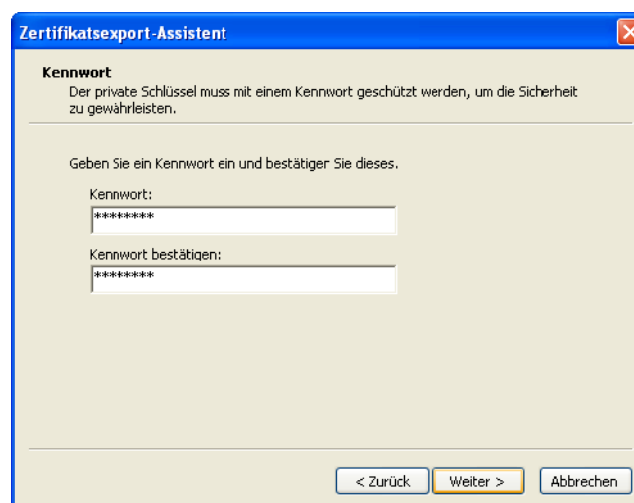 Zertifikatsexport-Assistent
Kennwort
Der private Schlüssel muss mit einem Kennwort geschützt werden, um die Sicherheit
zu gewährleisten.
Geben Sie ein Kennwort ein und bestätiger Sie dieses.
Kennwort:
********
Kennwort bestätigen:
********
< Zurück
Weiter >
Abbrechen